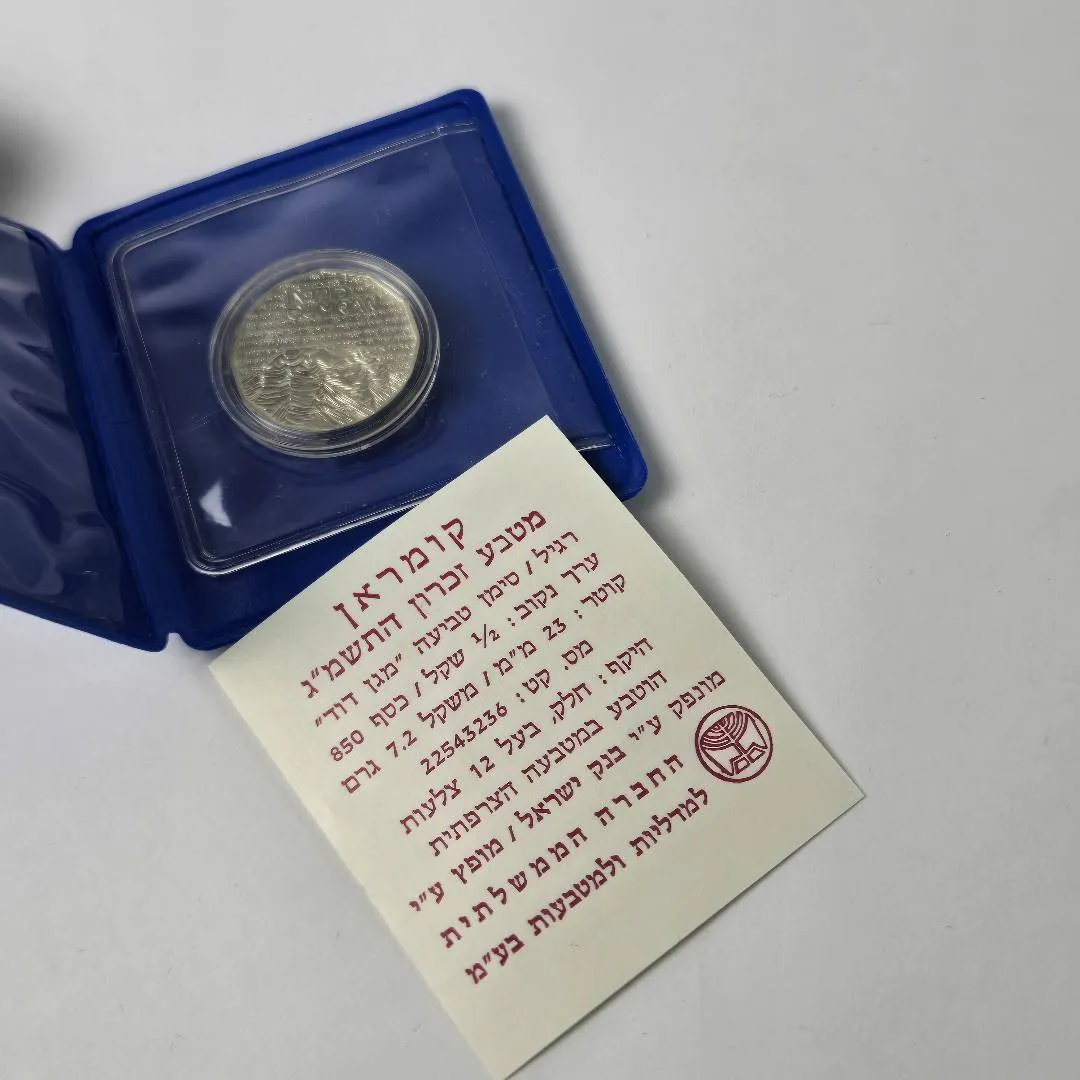 קומראן
מטבע זכרון התשמ"ג
רגיל / סימן טביעה "מגן דוד"
ערך נקוב: ½ שקל / כסף 850
קוטר: 23 מ"מ / משקל 7.2 גרם
מס. קט: 22543236
היקף: חלק, בעל 12 צלעות
הוטבע במטבעה הצרפתית
מונפק ע"י בנק ישראל / מופץ ע"י
החברה הממשלתית
למדליות ולמטבעות בע"מ